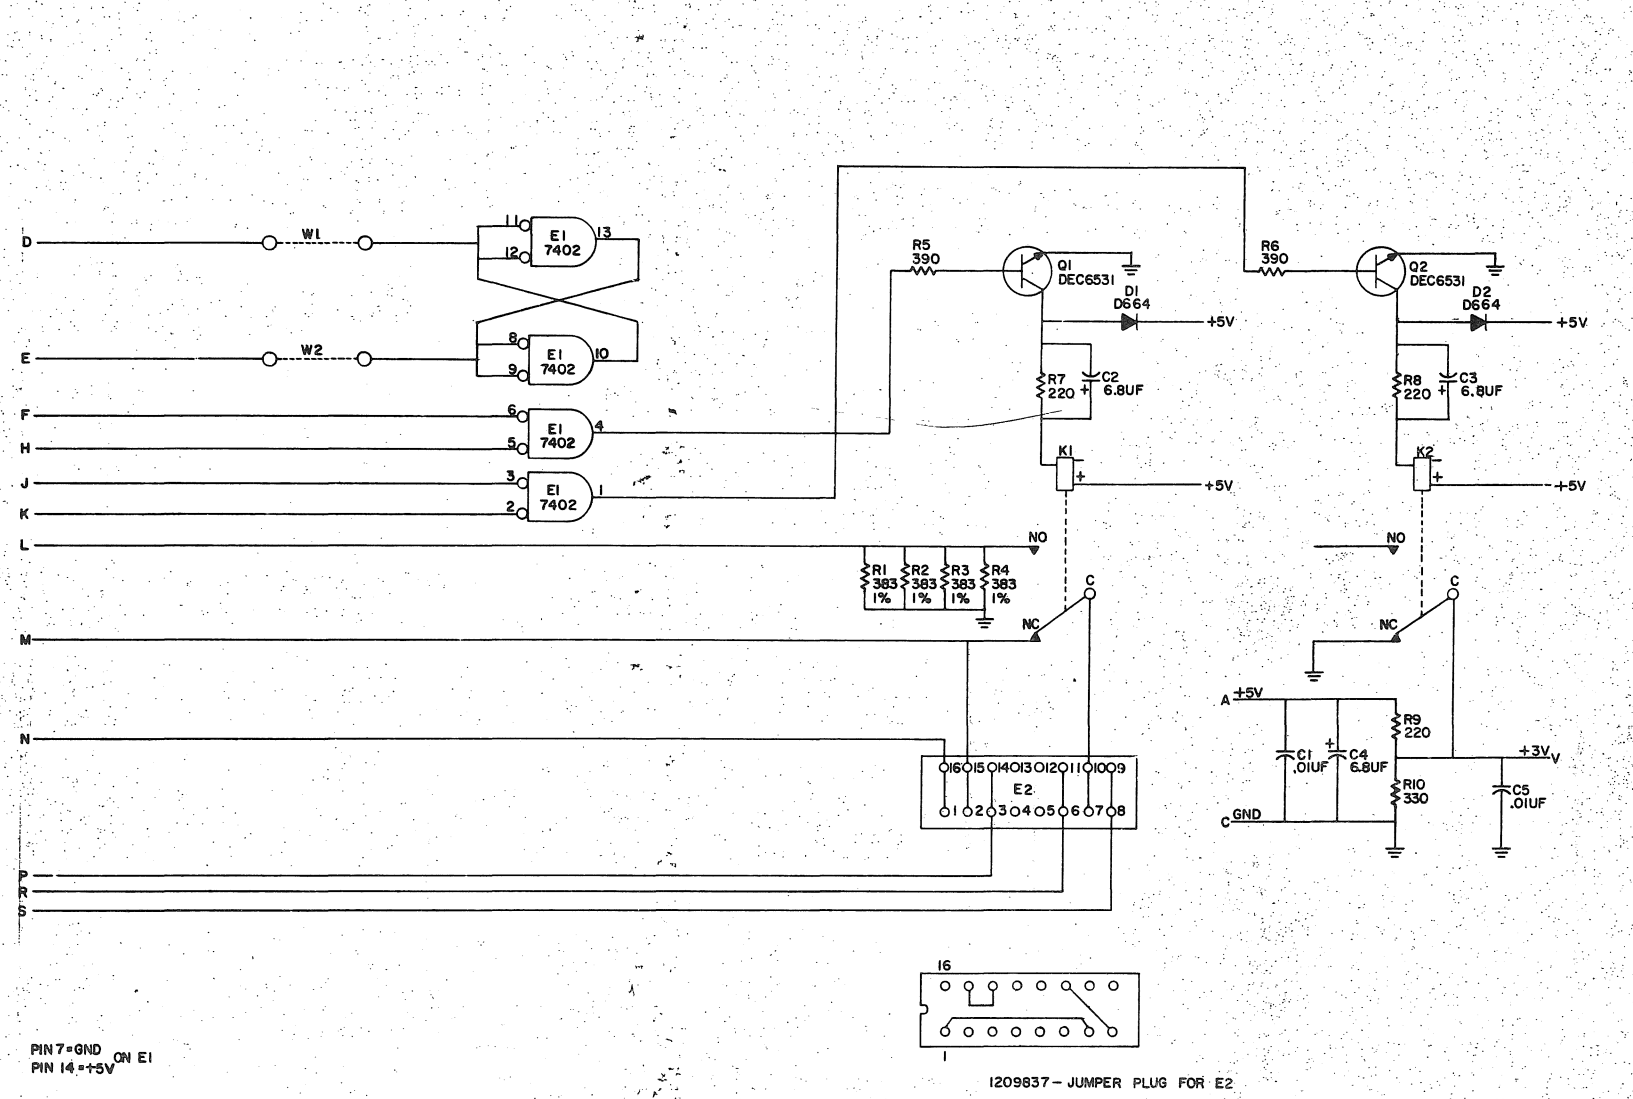 D
W1
11
12
E1
7402
13
E
W2
8
9
E1
7402
10
F
H
6
5
E1
7402
4
J
K
3
2
E1
7402
1
R5
390
Q1
DEC6531
D1
D664
+5V
R7
220
+
C2
6.8UF
K1
-
+
+5V
R6
390
Q2
DEC6531
D2
D664
+5V
R8
220
+
C3
6.8UF
K2
-
+
+5V
L
NO
R1
383
1%
R2
383
1%
R3
383
1%
R4
383
1%
C
NC
M
NO
C
NC
N
16 15 14 13 12 11 10 9
E2
1 2 3 4 5 6 7 8
A +5V
C1
.01UF
+
C4
6.8UF
R9
220
R10
330
+3V V
C5
.01UF
C GND
P
R
S
16
1
PIN 7=GND
PIN 14=+5V
ON E1
1209837-JUMPER PLUG FOR E2